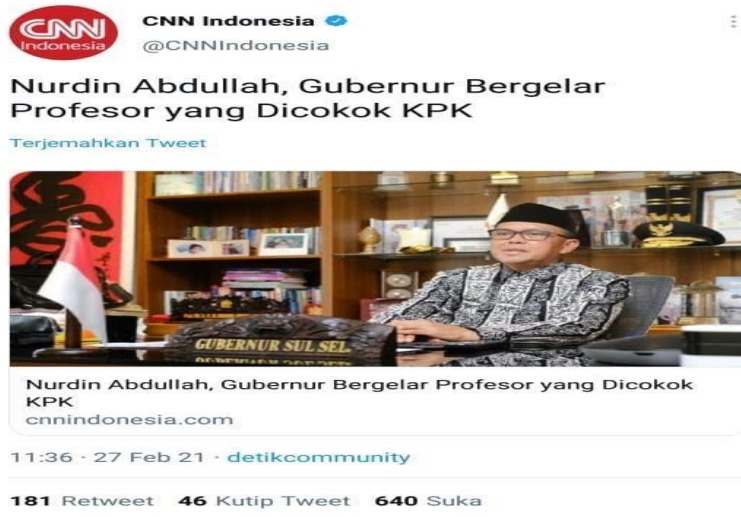 CNN
Indonesia
CNN Indonesia
@CNNIndonesia
Nurdin Abdullah, Gubernur Bergelar
Profesor yang Dicokok KPK
Terjemahkan Tweet
GUBERNUR SUL SEL.
Nurdin Abdullah, Gubernur Bergelar Profesor yang Dicokok
KPK
cnnindonesia.com
11:36 · 27 Feb 21 · detikcommunity
181 Retweet 46 Kutip Tweet 640 Suka